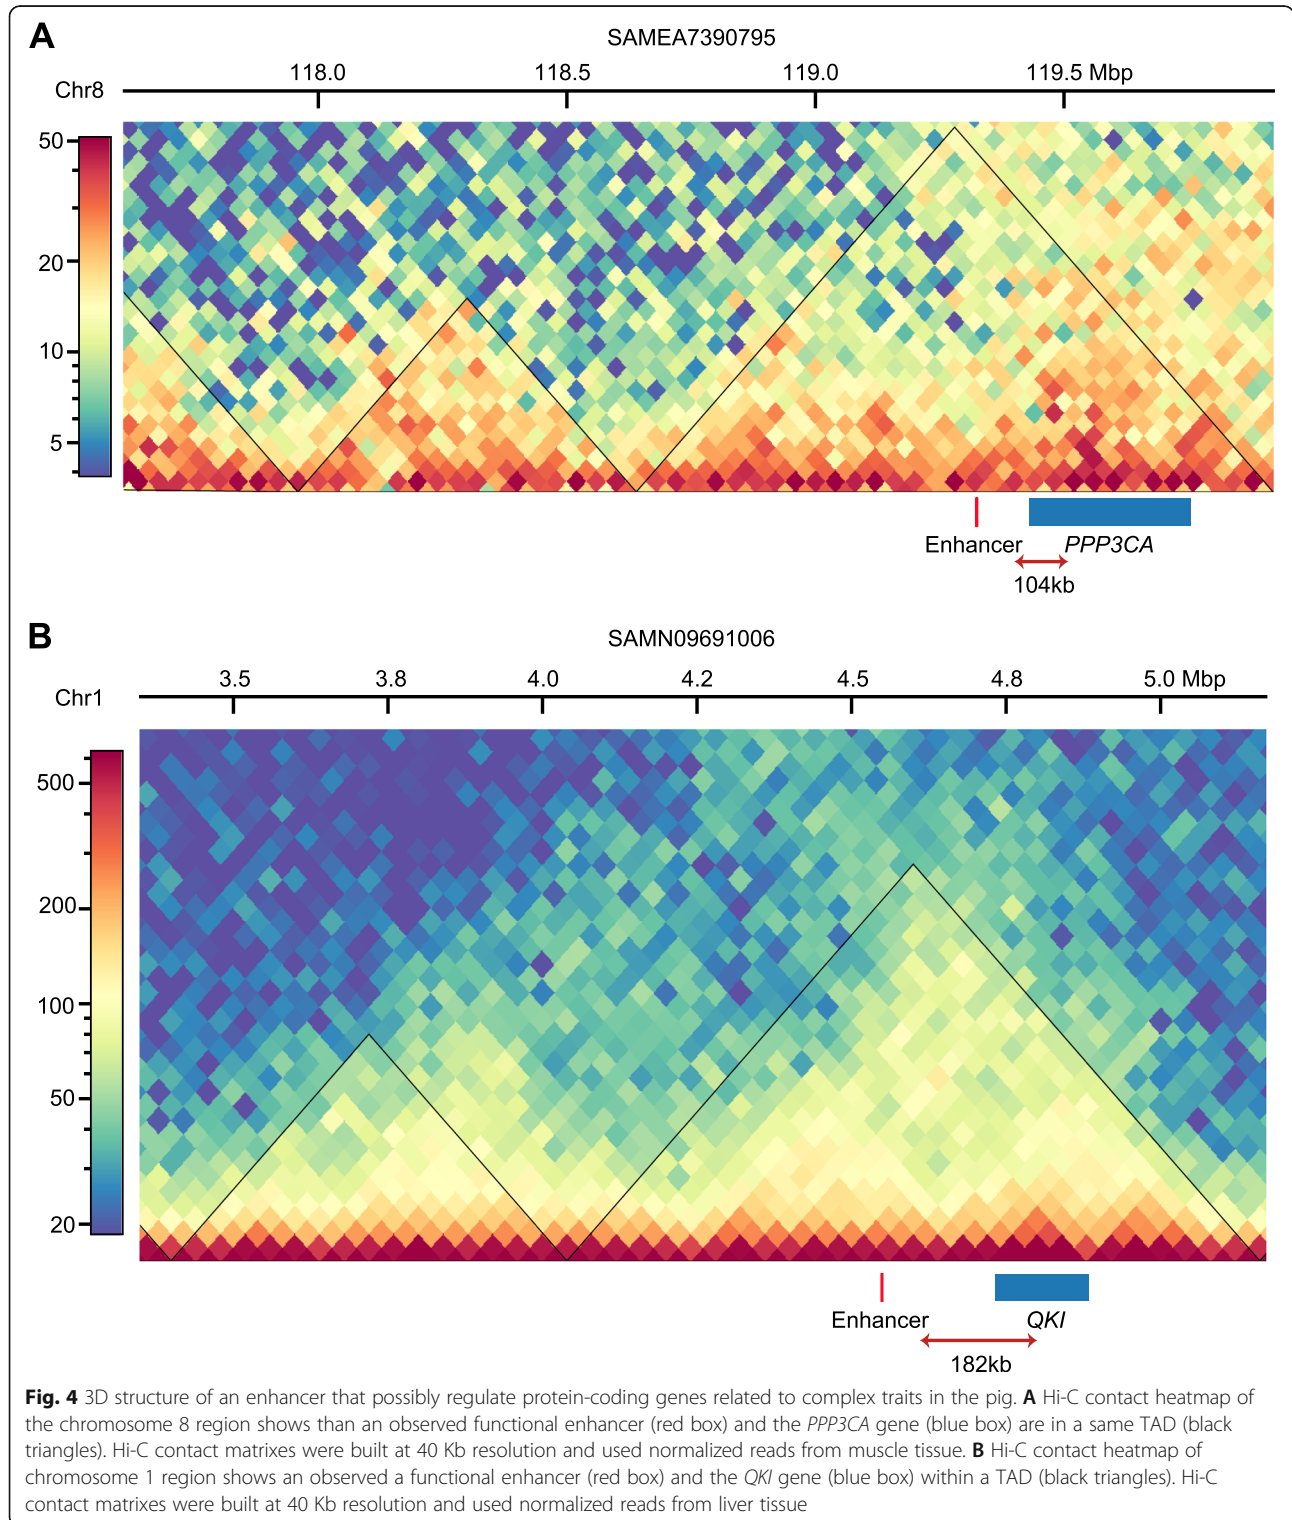 A
SAMEA7390795
118.0 118.5 119.0 119.5 Mbp
Chr8
50
20
10
5
Enhancer PPP3CA
104kb
B
SAMN09691006
3.5 3.8 4.0 4.2 4.5 4.8 5.0 Mbp
Chr1
500
200
100
50
20
Enhancer QKI
182kb
Fig. 4 3D structure of an enhancer that possibly regulate protein-coding genes related to complex traits in the pig. A Hi-C contact heatmap of
the chromosome 8 region shows than an observed functional enhancer (red box) and the PPP3CA gene (blue box) are in a same TAD (black
triangles). Hi-C contact matrixes were built at 40 Kb resolution and used normalized reads from muscle tissue. B Hi-C contact heatmap of
chromosome 1 region shows an observed a functional enhancer (red box) and the QKI gene (blue box) within a TAD (black triangles). Hi-C
contact matrixes were built at 40 Kb resolution and used normalized reads from liver tissue